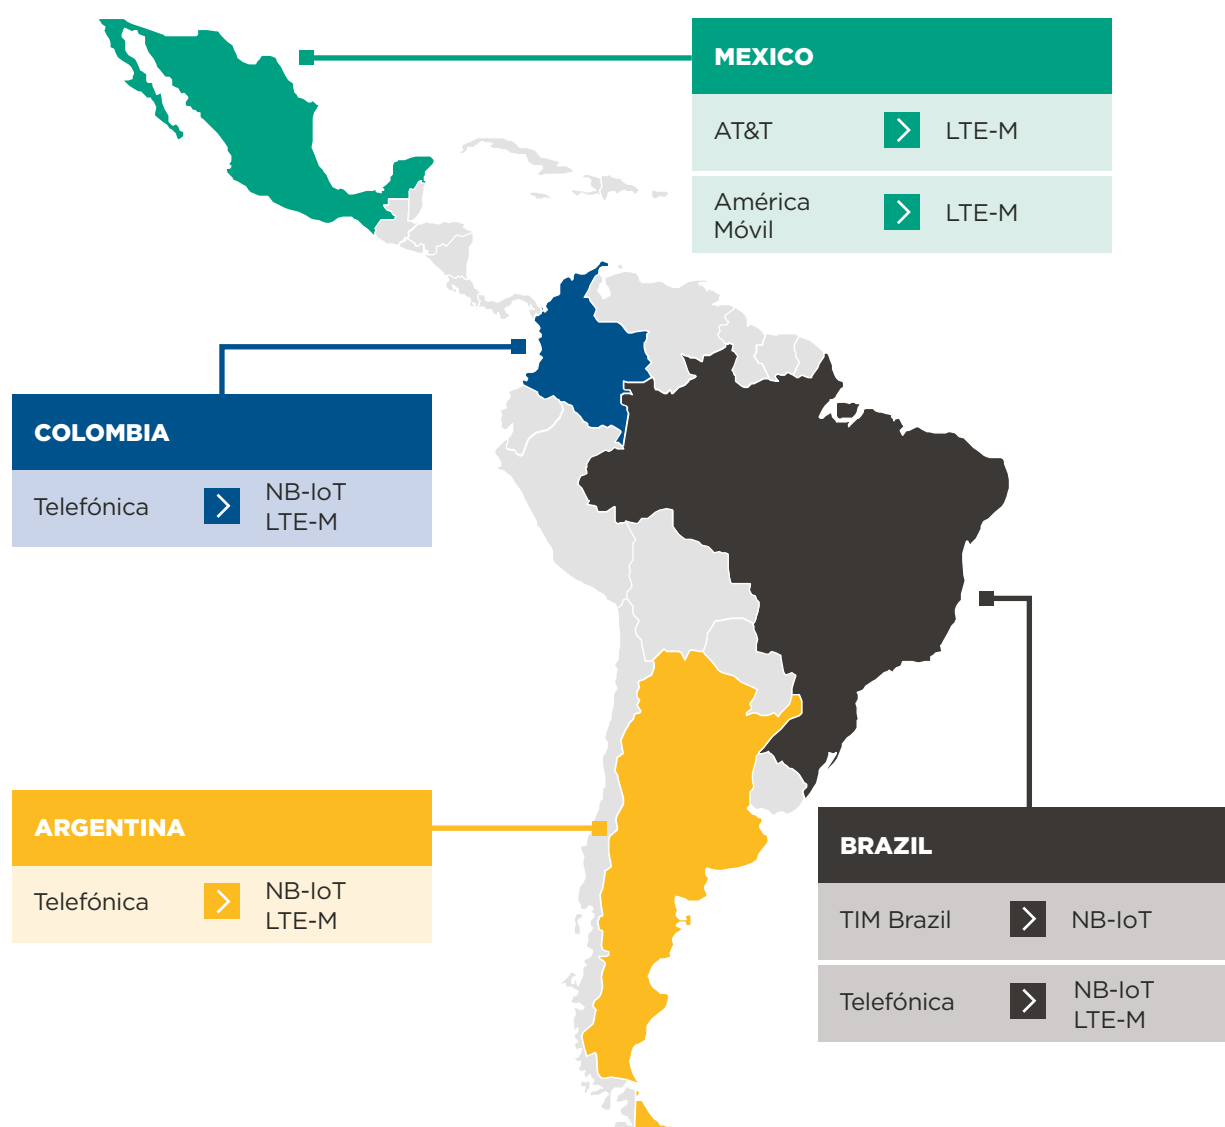 MEXICO
AT&T
LTE-M
América
Móvil
LTE-M
COLOMBIA
Telefónica
NB-IoT
LTE-M
ARGENTINA
Telefónica
NB-IoT
LTE-M
BRAZIL
TIM Brazil
NB-IoT
Telefónica
NB-IoT
LTE-M